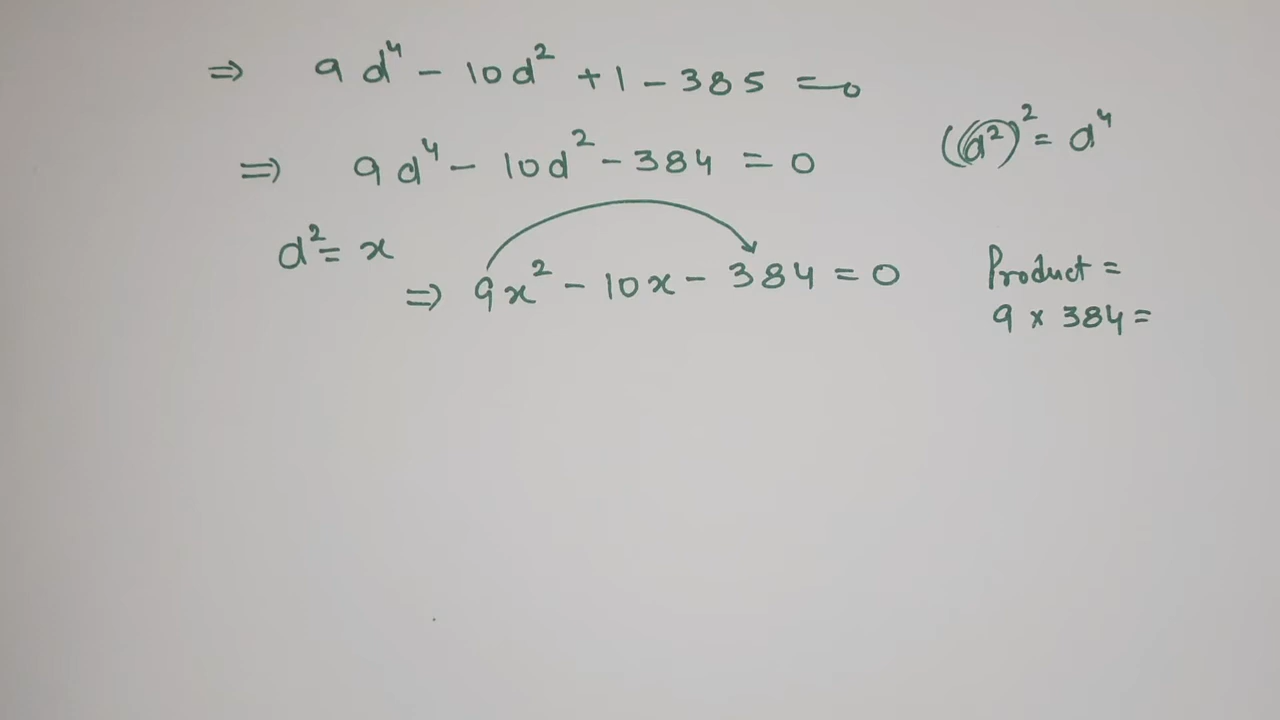 ⇒ 9d⁴ − 10d² + 1 − 385 = 0
⇒ 9d⁴ − 10d² − 384 = 0
((d²)² = d⁴
d² = x
⇒ 9x² − 10x − 384 = 0
Product =
9 × 384 =